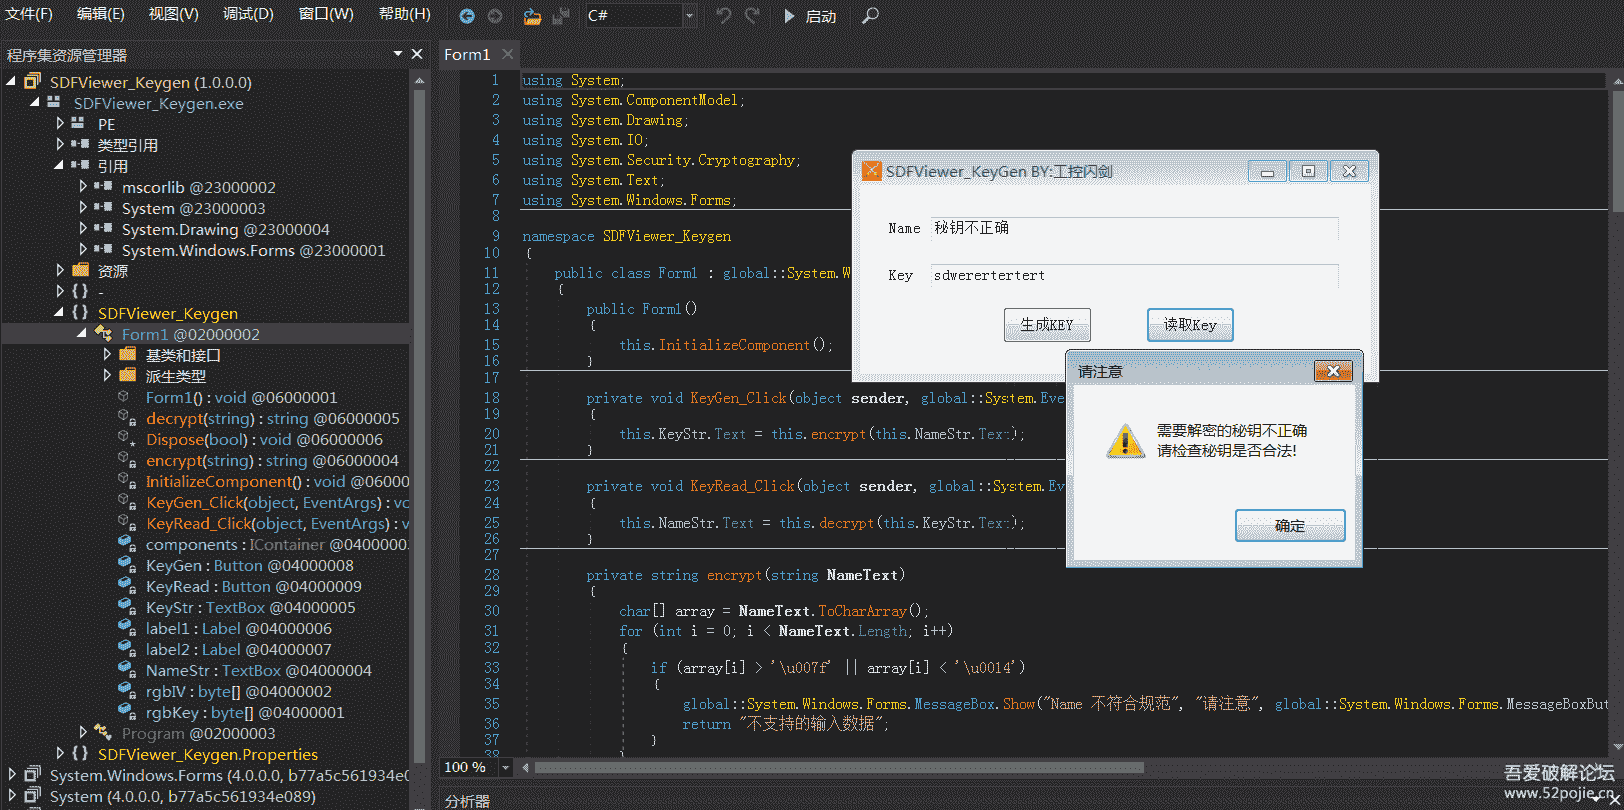 文件(F) 编辑(E) 视图(V) 调试(D) 窗口(W) 帮助(H) C# 启动
程序集资源管理器
SDFViewer_Keygen (1.0.0.0)
SDFViewer_Keygen.exe
PE
类型引用
引用
mscorlib @23000002
System @23000003
System.Drawing @23000004
System.Windows.Forms @23000001
资源
{ } -
{ } SDFViewer_Keygen
Form1 @02000002
基类和接口
派生类型
Form1() : void @06000001
decrypt(string) : string @06000005
Dispose(bool) : void @06000006
encrypt(string) : string @06000004
InitializeComponent() : void @06000
KeyGen_Click(object, EventArgs) : vo
KeyRead_Click(object, EventArgs) : v
components : IContainer @0400000
KeyGen : Button @04000008
KeyRead : Button @04000009
KeyStr : TextBox @04000005
label1 : Label @04000006
label2 : Label @04000007
NameStr : TextBox @04000004
rgbIV : byte[] @04000002
rgbKey : byte[] @04000001
Program @02000003
{ } SDFViewer_Keygen.Properties
System.Windows.Forms (4.0.0.0, b77a5c561934e0
System (4.0.0.0, b77a5c561934e089)
Form1
1 using System;
2 using System.ComponentModel;
3 using System.Drawing;
4 using System.IO;
5 using System.Security.Cryptography;
6 using System.Text;
7 using System.Windows.Forms;
8
9 namespace SDFViewer_Keygen
10 {
11 public class Form1 : global::System.W
12 {
13 public Form1()
14 {
15 this.InitializeComponent();
16 }
17
18 private void KeyGen_Click(object sender, global::System.Eve
19 {
20 this.KeyStr.Text = this.encrypt(this.NameStr.Text);
21 }
22
23 private void KeyRead_Click(object sender, global::System.Ev
24 {
25 this.NameStr.Text = this.decrypt(this.KeyStr.Text);
26 }
27
28 private string encrypt(string NameText)
29 {
30 char[] array = NameText.ToCharArray();
31 for (int i = 0; i < NameText.Length; i++)
32 {
33 if (array[i] > '\u007f' || array[i] < '\u0014')
34 {
35 global::System.Windows.Forms.MessageBox.Show("Name 不符合规范", "请注意", global::System.Windows.Forms.MessageBoxBut
36 return "不支持的输入数据";
37 }
38 }
100 %
分析器
SDFViewer_KeyGen BY:工控闪剑
Name 秘钥不正确
Key sdwerertertert
生成KEY 读取Key
请注意
需要解密的秘钥不正确
请检查秘钥是否合法!
确定
吾爱破解论坛
www.52pojie.cn